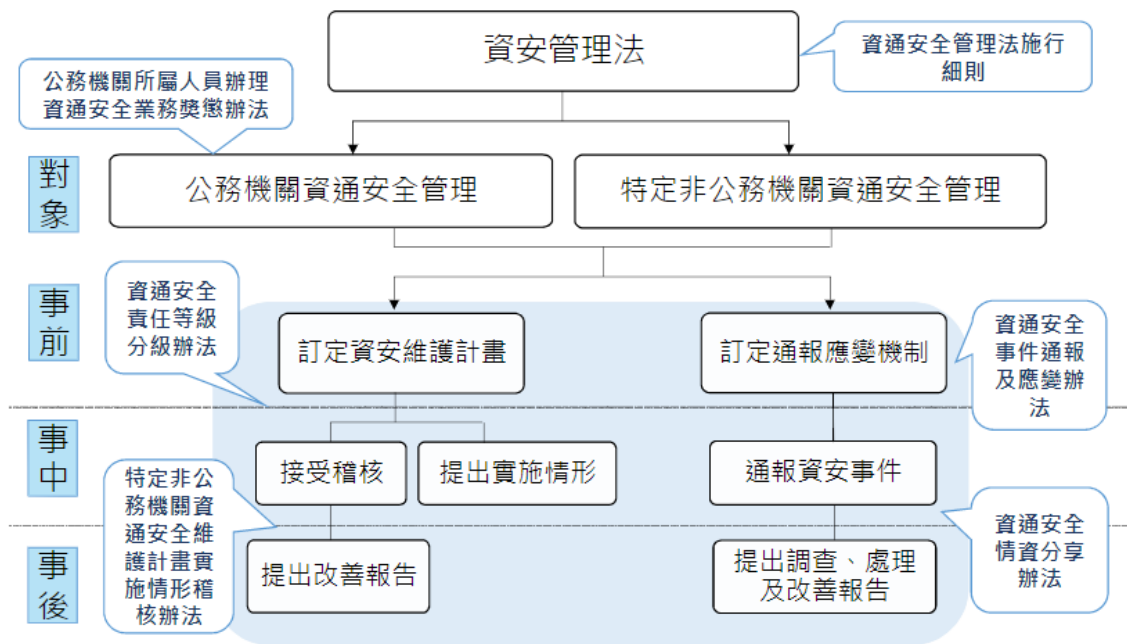 資安管理法
資通安全管理法施行
細則
公務機關所屬人員辦理
資通安全業務獎懲辦法
對
象
公務機關資通安全管理
特定非公務機關資通安全管理
事
前
資通安全
責任等級
分級辦法
訂定資安維護計畫
訂定通報應變機制
資通安全
事件通報
及應變辦
法
事
中
接受稽核
提出實施情形
通報資安事件
特定非公
務機關資
通安全維
護計畫實
施情形稽
核辦法
資通安全
情資分享
辦法
事
後
提出改善報告
提出調查、處理
及改善報告